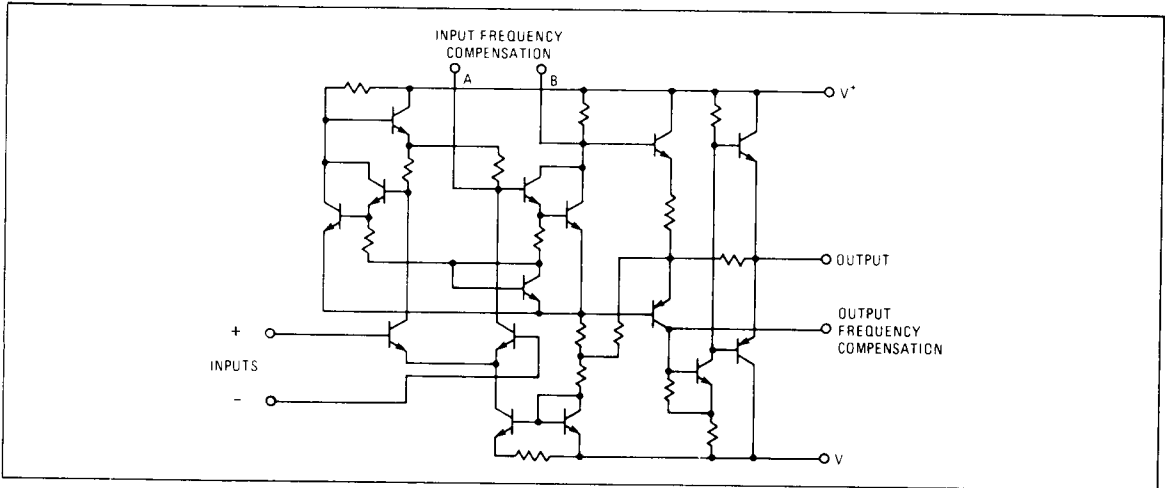 INPUT FREQUENCY
COMPENSATION
A
B
V+
OUTPUT
OUTPUT
FREQUENCY
COMPENSATION
+
INPUTS
-
V